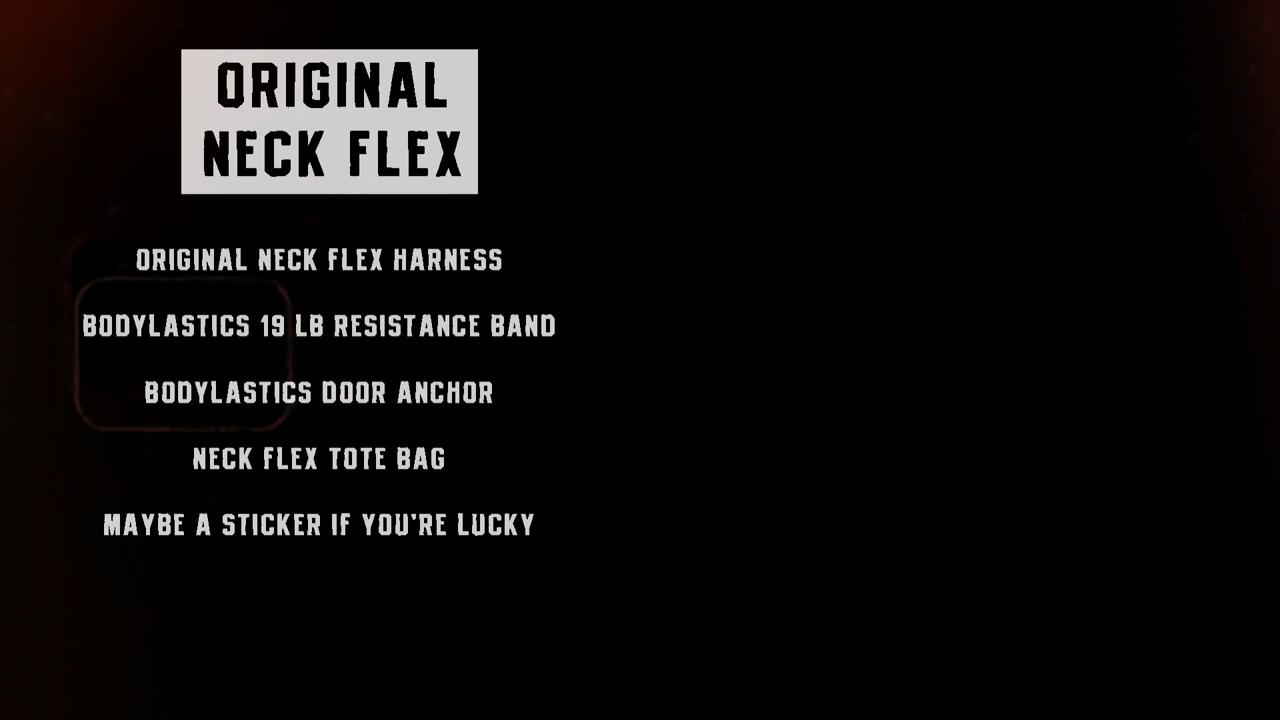 ORIGINAL
NECK FLEX
ORIGINAL NECK FLEX HARNESS
BODYLASTICS 19 LB RESISTANCE BAND
BODYLASTICS DOOR ANCHOR
NECK FLEX TOTE BAG
MAYBE A STICKER IF YOU'RE LUCKY